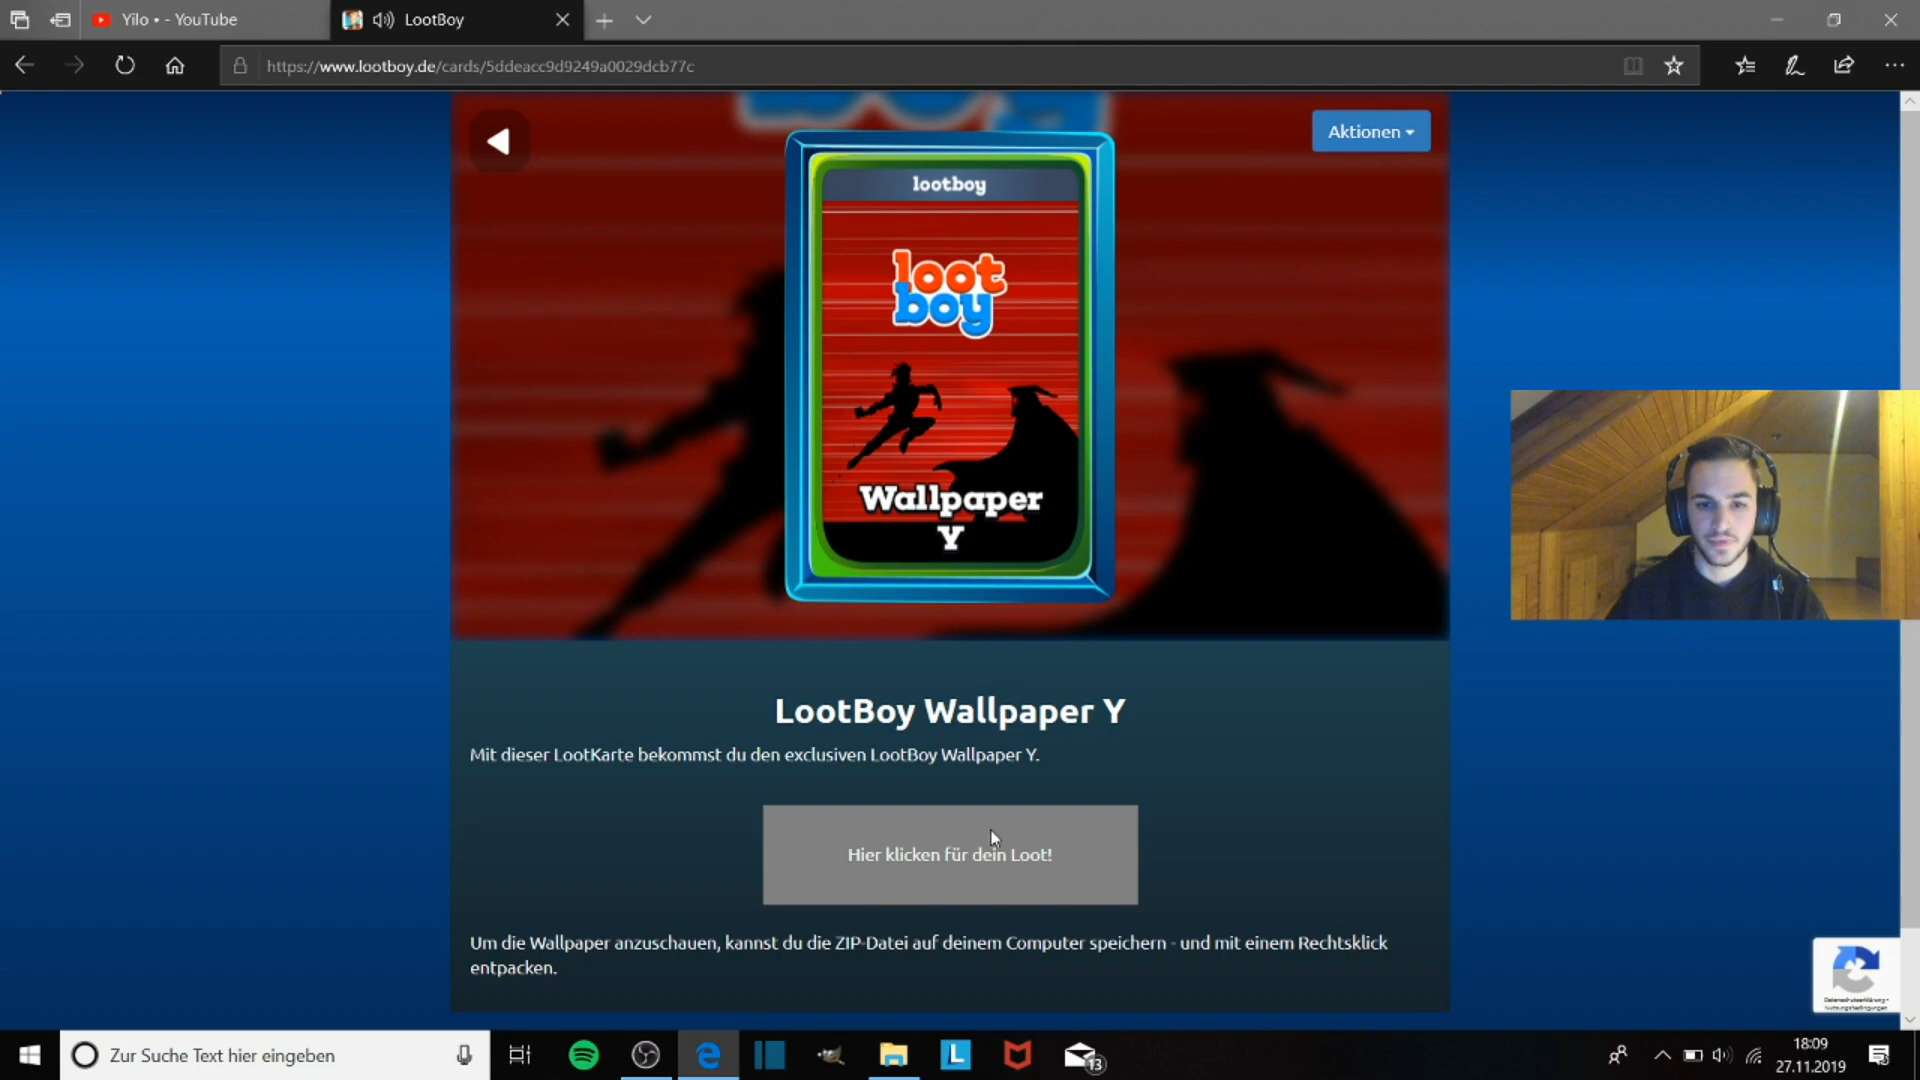 Yilo • - YouTube
LootBoy
https://www.lootboy.de/cards/5ddeacc9d9249a0029dcb77c
Aktionen
lootboy
loot
boy
Wallpaper
Y
LootBoy Wallpaper Y
Mit dieser LootKarte bekommst du den exclusiven LootBoy Wallpaper Y.
Hier klicken für dein Loot!
Um die Wallpaper anzuschauen, kannst du die ZIP-Datei auf deinem Computer speichern - und mit einem Rechtsklick
entpacken.
Datenschutzerklärung -
Nutzungsbedingungen
Zur Suche Text hier eingeben
L
13
18:09
27.11.2019